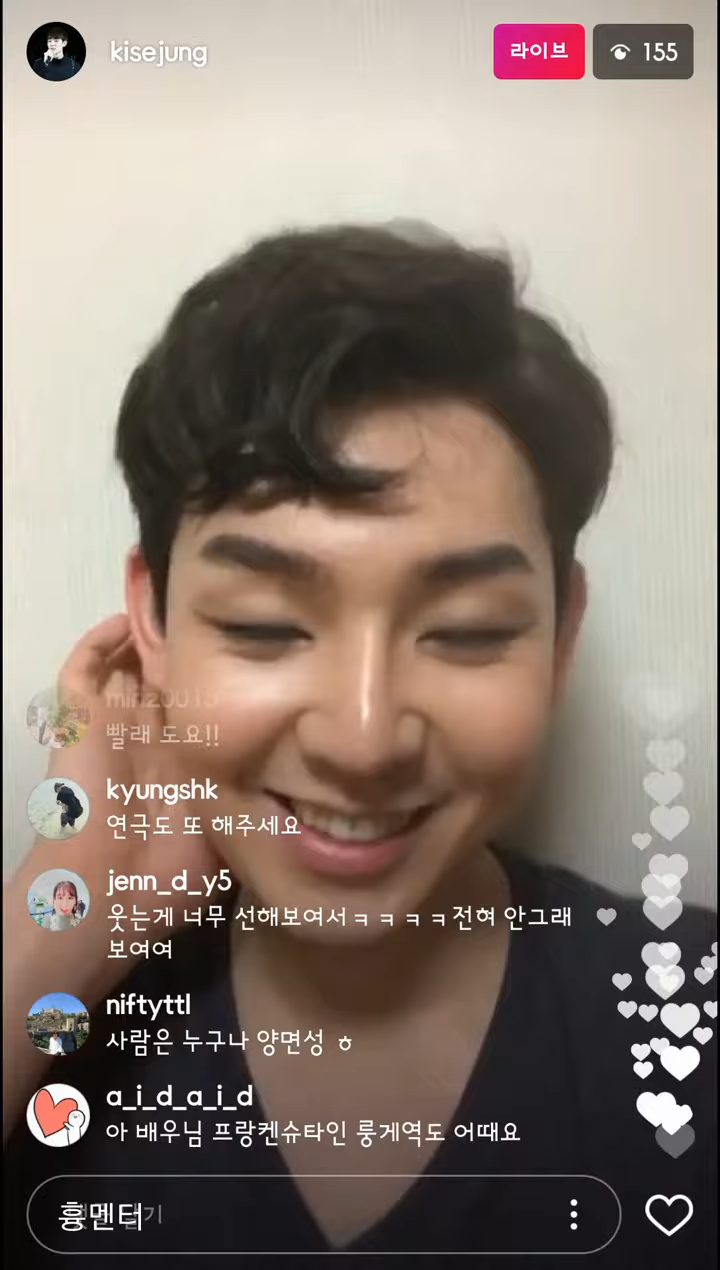 kisejung
라이브
155
빨래 도요!!
kyungshk
연극도 또 해주세요
jenn_d_y5
웃는게 너무 선해보여서ㅋㅋㅋㅋ전혀 안그래
보여여
niftyttl
사람은 누구나 양면성 ㅎ
a_i_d_a_i_d
아 배우님 프랑켄슈타인 룽게역도 어때요
흉멘터